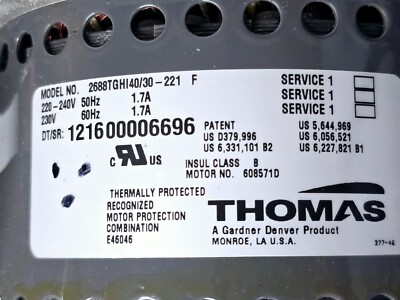 MODEL NO. 2688TGHI40/30-221 F
220-240V 50Hz 1.7A
230V 60Hz 1.7A
DT/SR: 121600006696
SERVICE 1
SERVICE 1
SERVICE 1
PATENT US 5,644,969
US D379,996 US 6,056,521
US 6,331,101 B2 US 6,227,821 B1
C RU US
INSUL CLASS B
MOTOR NO. 608571D
THERMALLY PROTECTED
RECOGNIZED
MOTOR PROTECTION
COMBINATION
E46046
THOMAS
A Gardner Denver Product
MONROE, LA U.S.A.
377-46